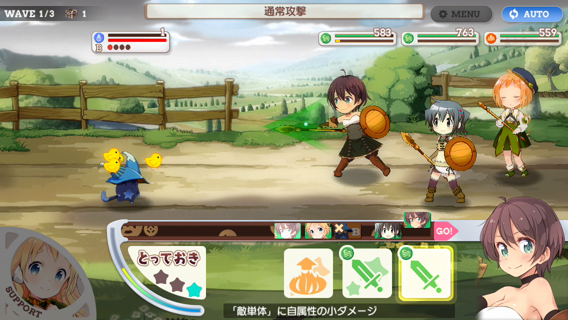 WAVE 1/3 1
通常攻撃
MENU
AUTO
1
B
583
763
559
B
GO!
とっておき
SUPPORT
「敵単体」に自属性の小ダメージ